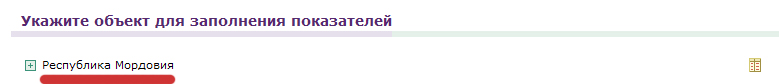 Укажите объект для заполнения показателей
Республика Мордовия